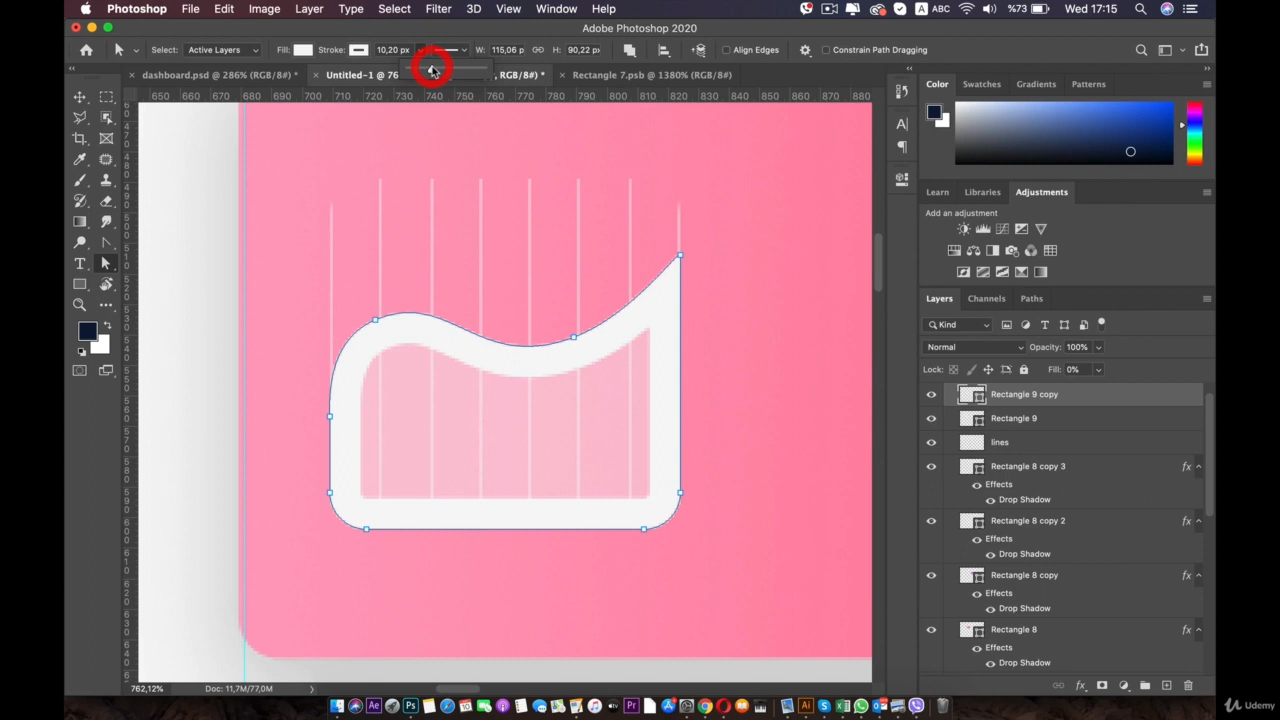 Photoshop File Edit Image Layer Type Select Filter 3D View Window Help ABC %73 Wed 17:15
Adobe Photoshop 2020
Select: Active Layers Fill: Stroke: 10,20 px W: 115,06 p H: 90,22 p Align Edges Constrain Path Dragging
dashboard.psd @ 286% (RGB/8#) * Untitled-1 @ 76 , RGB/8#) * Rectangle 7.psb @ 1380% (RGB/8#)
650 660 670 680 690 700 710 720 730 740 750 760 770 780 790 800 810 820 830 840 850 860 870 880
Color Swatches Gradients Patterns
Learn Libraries Adjustments
Add an adjustment
Layers Channels Paths
Kind
Normal Opacity: 100%
Lock: Fill: 0%
Rectangle 9 copy
Rectangle 9
lines
Rectangle 8 copy 3 fx
Effects
Drop Shadow
Rectangle 8 copy 2 fx
Effects
Drop Shadow
Rectangle 8 copy fx
Effects
Drop Shadow
Rectangle 8 fx
Effects
Drop Shadow
762,12% Doc: 11,7M/77,0M
Udemy